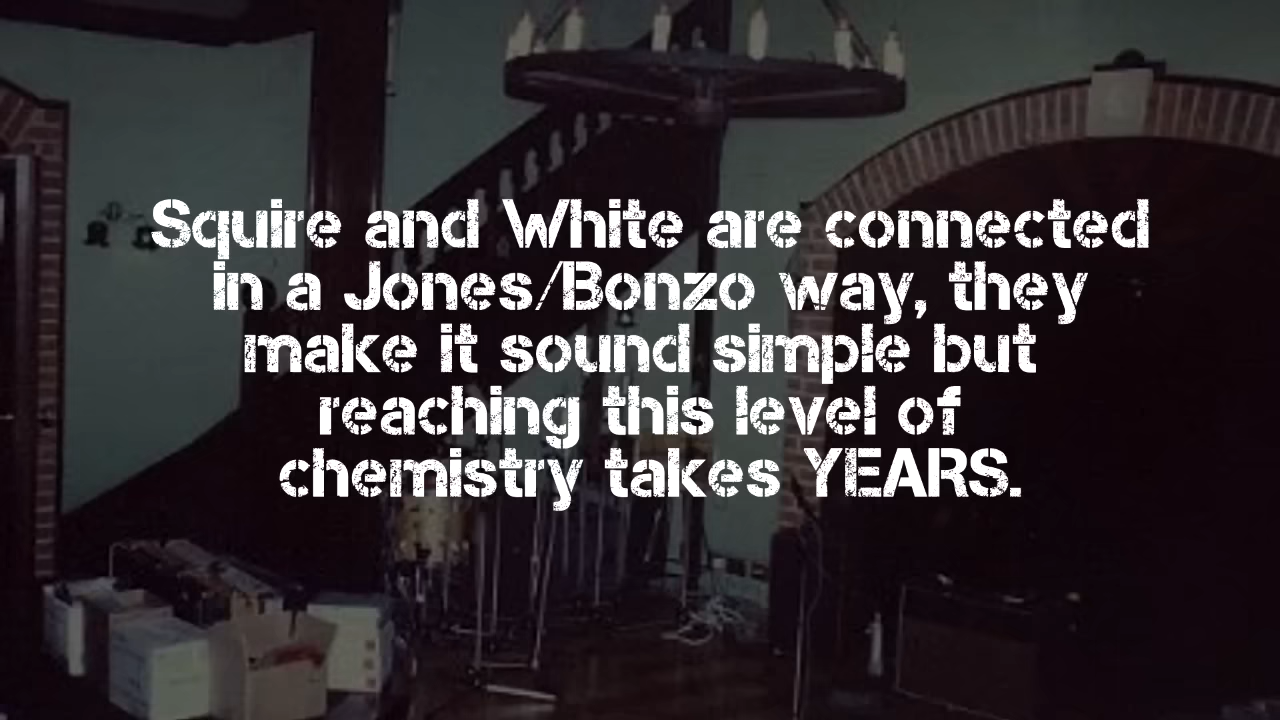 Squire and White are connected
in a Jones/Bonzo way, they
make it sound simple but
reaching this level of
chemistry takes YEARS.